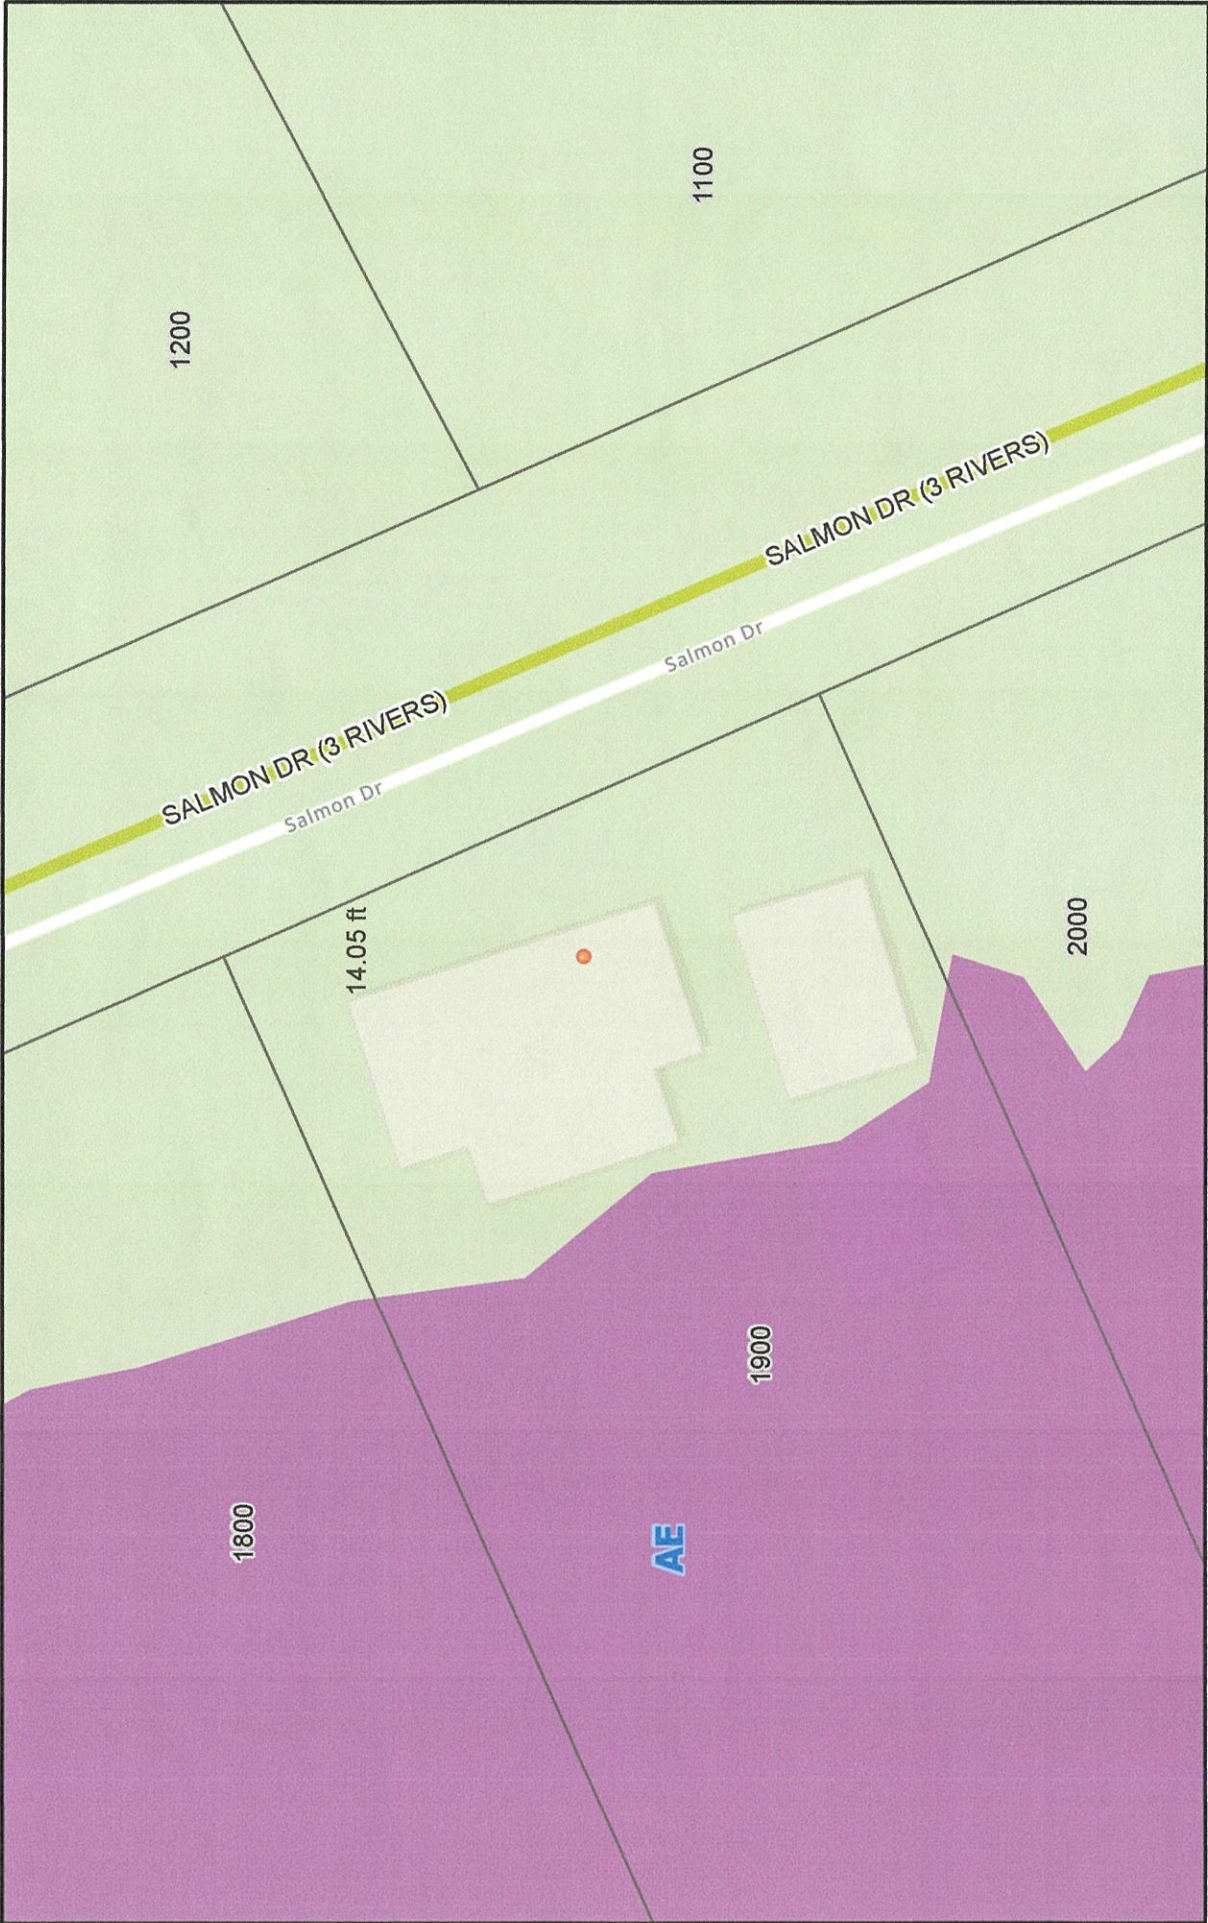 1200
1100
SALMON DR (3 RIVERS)
Salmon Dr
SALMON DR (3 RIVERS)
Salmon Dr
14.05 ft
2000
1900
1800
AE